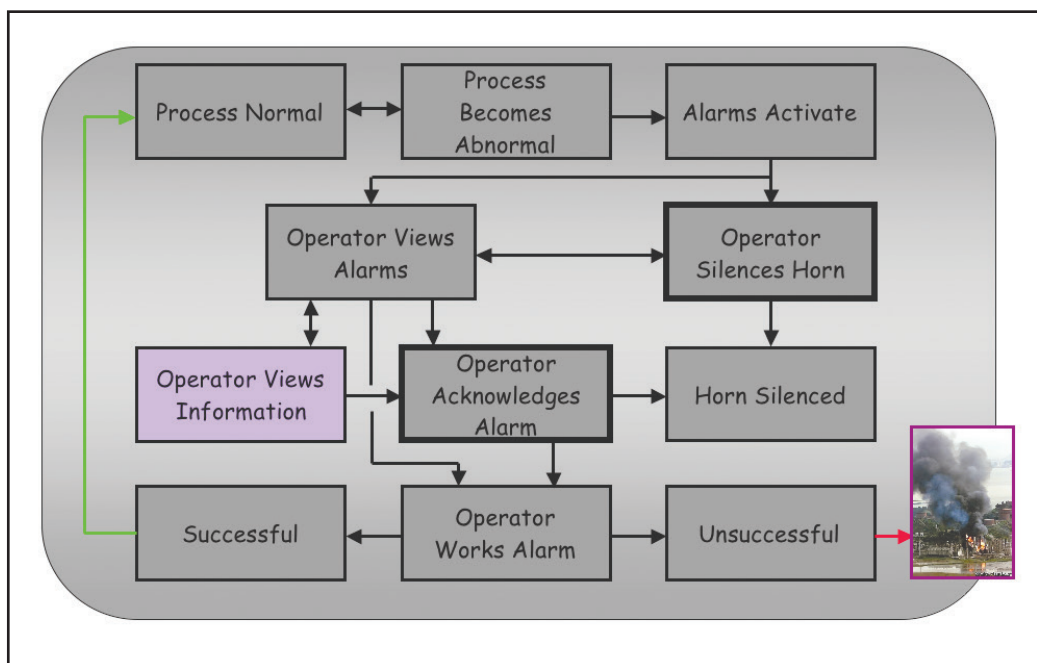 Process Normal
Process
Becomes
Abnormal
Alarms Activate
Operator Views
Alarms
Operator
Silences Horn
Operator Views
Information
Operator
Acknowledges
Alarm
Horn Silenced
Successful
Operator
Works Alarm
Unsuccessful